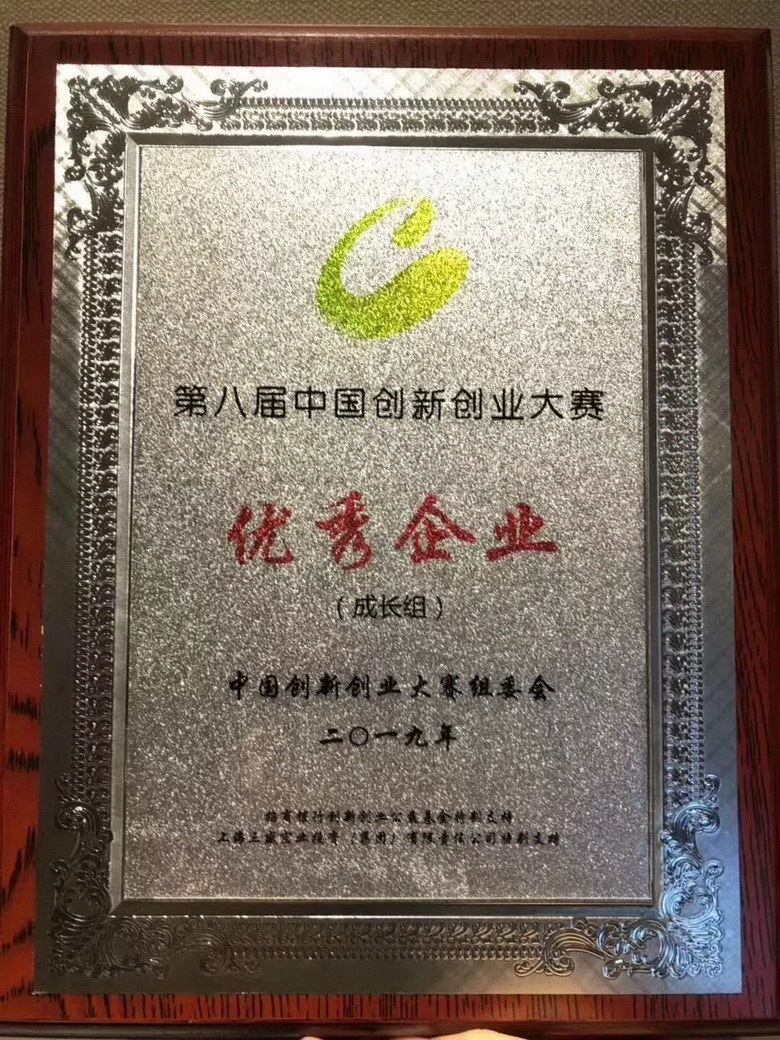 第八届中国创新创业大赛
优秀企业
（成长组）
中国创新创业大赛组委会
二〇一九年
招商银行创新创业公益基金特别支持
上海三盛宏业投资（集团）有限责任公司特别支持